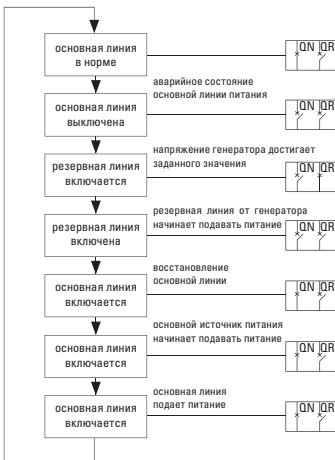 основная линия
в норме
QN QR
аварийное состояние
основной линии питания
основная линия
выключена
QN QR
напряжение генератора достигает
заданного значения
резервная линия
включается
QN QR
резервная линия от генератора
начинает подавать питание
резервная линия
включена
QN QR
восстановление
основной линии
основная линия
включается
QN QR
основной источник питания
начинает подавать питание
основная линия
включается
QN QR
основная линия
подает питание
основная линия
включается
QN QR